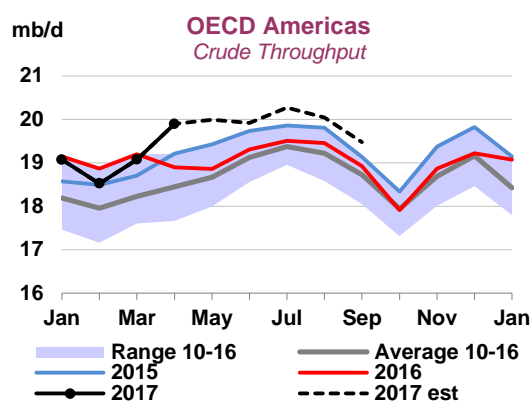 mb/d
OECD Americas
Crude Throughput
21
20
19
18
17
16
Jan Mar May Jul Sep Nov Jan
Range 10-16 Average 10-16
2015 2016
2017 2017 est